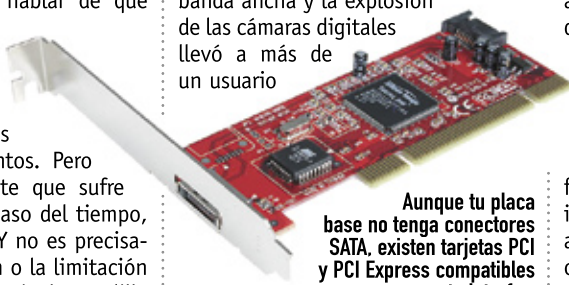 hablar de que
banda ancha y la explosión
de las cámaras digitales
llevó a más de
un usuario
s
ntos. Pero
te que sufre
aso del tiempo,
Y no es precisa-
n o la limitación
Aunque tu placa
base no tenga conectores
SATA, existen tarjetas PCI
y PCI Express compatibles